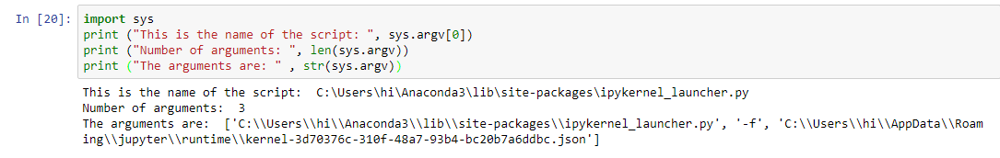 In [20]: import sys
print ("This is the name of the script: ", sys.argv[0])
print ("Number of arguments: ", len(sys.argv))
print ("The arguments are: " , str(sys.argv))
This is the name of the script:  C:\Users\hi\Anaconda3\lib\site-packages\ipykernel_launcher.py
Number of arguments:  3
The arguments are:  ['C:\\Users\\hi\\Anaconda3\\lib\\site-packages\\ipykernel_launcher.py', '-f', 'C:\\Users\\hi\\AppData\\Roam
ing\\jupyter\\runtime\\kernel-3d70376c-310f-48a7-93b4-bc20b7a6ddbc.json']